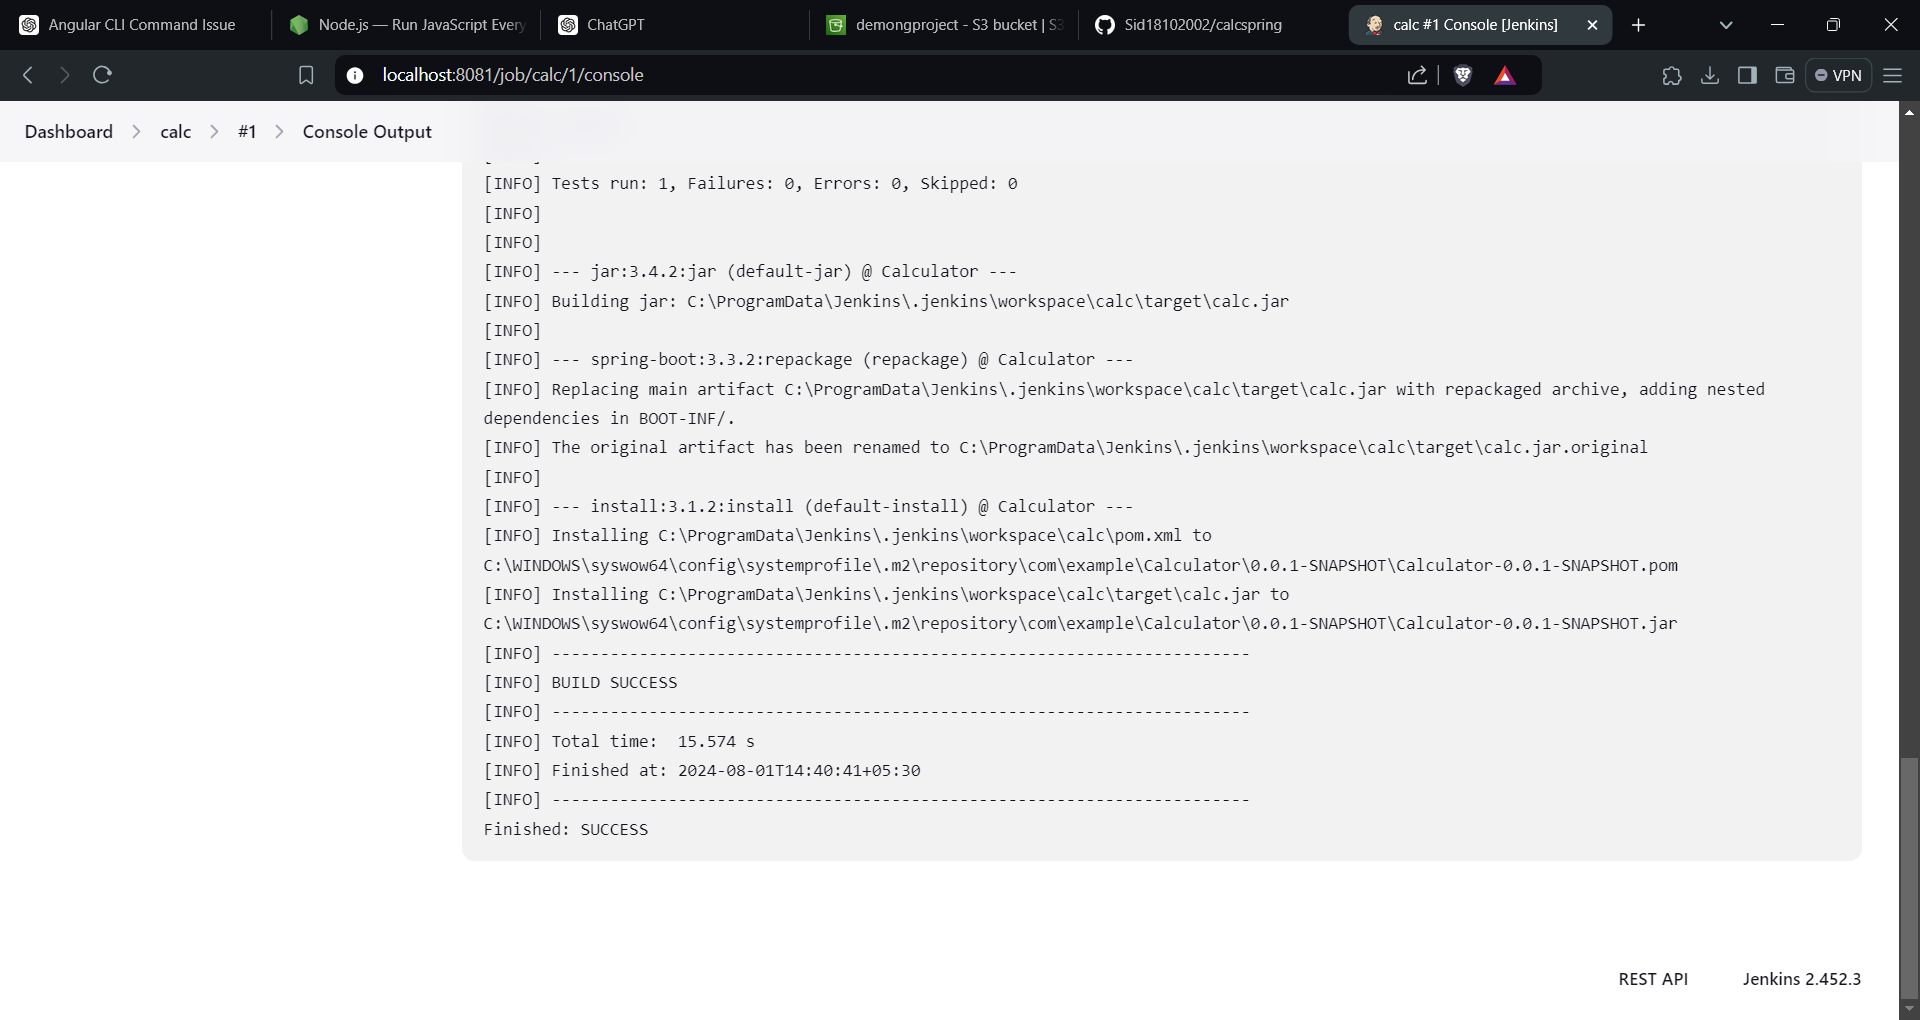 Angular CLI Command Issue
Node.js — Run JavaScript Every
ChatGPT
demongproject - S3 bucket | S3
Sid18102002/calcspring
calc #1 Console [Jenkins]
localhost:8081/job/calc/1/console
VPN
Dashboard > calc > #1 > Console Output
[INFO] Tests run: 1, Failures: 0, Errors: 0, Skipped: 0
[INFO]
[INFO]
[INFO] --- jar:3.4.2:jar (default-jar) @ Calculator ---
[INFO] Building jar: C:\ProgramData\Jenkins\.jenkins\workspace\calc\target\calc.jar
[INFO]
[INFO] --- spring-boot:3.3.2:repackage (repackage) @ Calculator ---
[INFO] Replacing main artifact C:\ProgramData\Jenkins\.jenkins\workspace\calc\target\calc.jar with repackaged archive, adding nested
dependencies in BOOT-INF/.
[INFO] The original artifact has been renamed to C:\ProgramData\Jenkins\.jenkins\workspace\calc\target\calc.jar.original
[INFO]
[INFO] --- install:3.1.2:install (default-install) @ Calculator ---
[INFO] Installing C:\ProgramData\Jenkins\.jenkins\workspace\calc\pom.xml to
C:\WINDOWS\syswow64\config\systemprofile\.m2\repository\com\example\Calculator\0.0.1-SNAPSHOT\Calculator-0.0.1-SNAPSHOT.pom
[INFO] Installing C:\ProgramData\Jenkins\.jenkins\workspace\calc\target\calc.jar to
C:\WINDOWS\syswow64\config\systemprofile\.m2\repository\com\example\Calculator\0.0.1-SNAPSHOT\Calculator-0.0.1-SNAPSHOT.jar
[INFO] ------------------------------------------------------------------------
[INFO] BUILD SUCCESS
[INFO] ------------------------------------------------------------------------
[INFO] Total time:  15.574 s
[INFO] Finished at: 2024-08-01T14:40:41+05:30
[INFO] ------------------------------------------------------------------------
Finished: SUCCESS
REST API
Jenkins 2.452.3